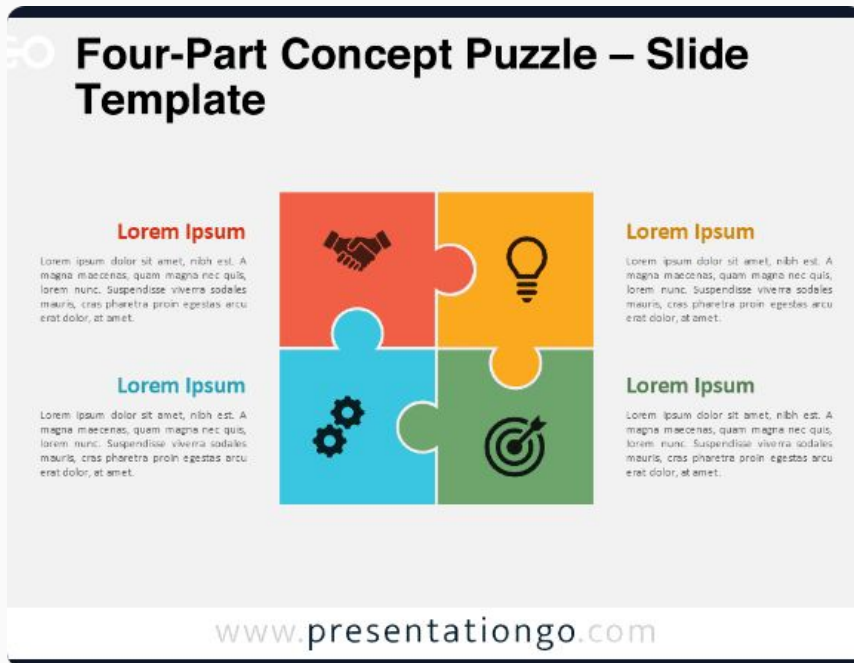 GO
Four-Part Concept Puzzle – Slide
Template
Lorem Ipsum
Lorem ipsum dolor sit amet, nibh est. A
magna maecenas, quam magna nec quis,
lorem nunc. Suspendisse viverra sodales
mauris, cras pharetra proin egestas arcu
erat dolor, at amet.
Lorem Ipsum
Lorem ipsum dolor sit amet, nibh est. A
magna maecenas, quam magna nec quis,
lorem nunc. Suspendisse viverra sodales
mauris, cras pharetra proin egestas arcu
erat dolor, at amet.
Lorem Ipsum
Lorem ipsum dolor sit amet, nibh est. A
magna maecenas, quam magna nec quis,
lorem nunc. Suspendisse viverra sodales
mauris, cras pharetra proin egestas arcu
erat dolor, at amet.
Lorem Ipsum
Lorem ipsum dolor sit amet, nibh est. A
magna maecenas, quam magna nec quis,
lorem nunc. Suspendisse viverra sodales
mauris, cras pharetra proin egestas arcu
erat dolor, at amet.
www.presentationgo.com